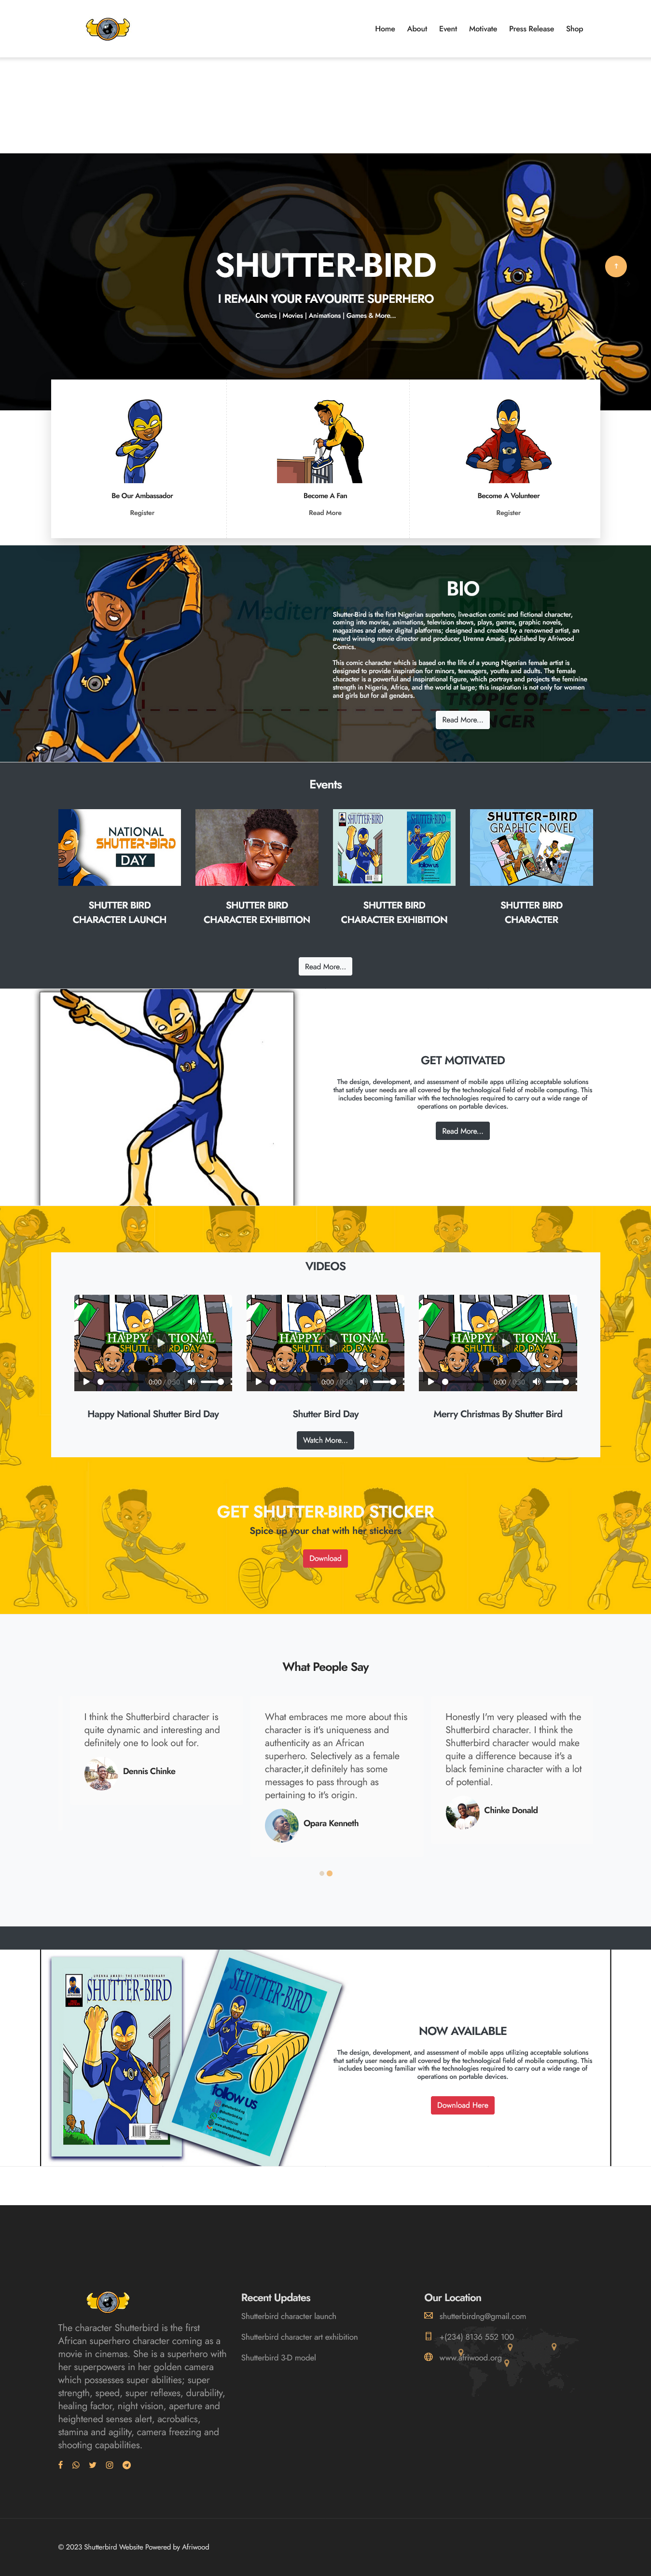 Home About Event Motivate Press Release Shop
SHUTTER-BIRD
I REMAIN YOUR FAVOURITE SUPERHERO
Comics | Movies | Animations | Games & More...
Be Our Ambassador
Register
Become A Fan
Read More
Become A Volunteer
Register
BIO
Shutter-Bird is the first Nigerian superhero, live-action comic and fictional character,
coming into movies, animations, television shows, plays, games, graphic novels,
magazines and other digital platforms; designed and created by a renowned artist, an
award winning movie director and producer, Urenna Amadi, published by Afriwood
Comics.
This comic character which is based on the life of a young Nigerian female artist is
designed to provide inspiration for minors, teenagers, youths and adults. The female
character is a powerful and inspirational figure, which portrays and projects the feminine
strength in Nigeria, Africa, and the world at large; this inspiration is not only for women
and girls but for all genders.
Read More...
Events
NATIONAL
SHUTTER-BIRD
DAY
SHUTTER-BIRD
SHUTTER-BIRD
follow us
SHUTTER-BIRD
GRAPHIC NOVEL
SHUTTER BIRD
CHARACTER LAUNCH
SHUTTER BIRD
CHARACTER EXHIBITION
SHUTTER BIRD
CHARACTER EXHIBITION
SHUTTER BIRD
CHARACTER
Read More...
GET MOTIVATED
The design, development, and assessment of mobile apps utilizing acceptable solutions
that satisfy user needs are all covered by the technological field of mobile computing. This
includes becoming familiar with the technologies required to carry out a wide range of
operations on portable devices.
Read More...
VIDEOS
0:00 / 0:30
0:00 / 0:30
0:00 / 0:30
Happy National Shutter Bird Day
Shutter Bird Day
Merry Christmas By Shutter Bird
Watch More...
GET SHUTTER-BIRD STICKER
Spice up your chat with her stickers
Download
What People Say
I think the Shutterbird character is
quite dynamic and interesting and
definitely one to look out for.
Dennis Chinke
What embraces me more about this
character is it's uniqueness and
authenticity as an African
superhero. Selectively as a female
character,it definitely has some
messages to pass through as
pertaining to it's origin.
Opara Kenneth
Honestly I'm very pleased with the
Shutterbird character. I think the
Shutterbird character would make
quite a difference because it's a
black feminine character with a lot
of potential.
Chinke Donald
SHUTTER-BIRD
SHUTTER-BIRD
follow us
NOW AVAILABLE
The design, development, and assessment of mobile apps utilizing acceptable solutions
that satisfy user needs are all covered by the technological field of mobile computing. This
includes becoming familiar with the technologies required to carry out a wide range of
operations on portable devices.
Download Here
The character Shutterbird is the first
African superhero character coming as a
movie in cinemas. She is a superhero with
her superpowers in her golden camera
which possesses super abilities; super
strength, speed, super reflexes, durability,
healing factor, night vision, aperture and
heightened senses alert, acrobatics,
stamina and agility, camera freezing and
shooting capabilities.
Recent Updates
Shutterbird character launch
Shutterbird character art exhibition
Shutterbird 3-D model
Our Location
shutterbirdng@gmail.com
+(234) 8136 552 100
www.afriwood.org
© 2023 Shutterbird Website Powered by Afriwood